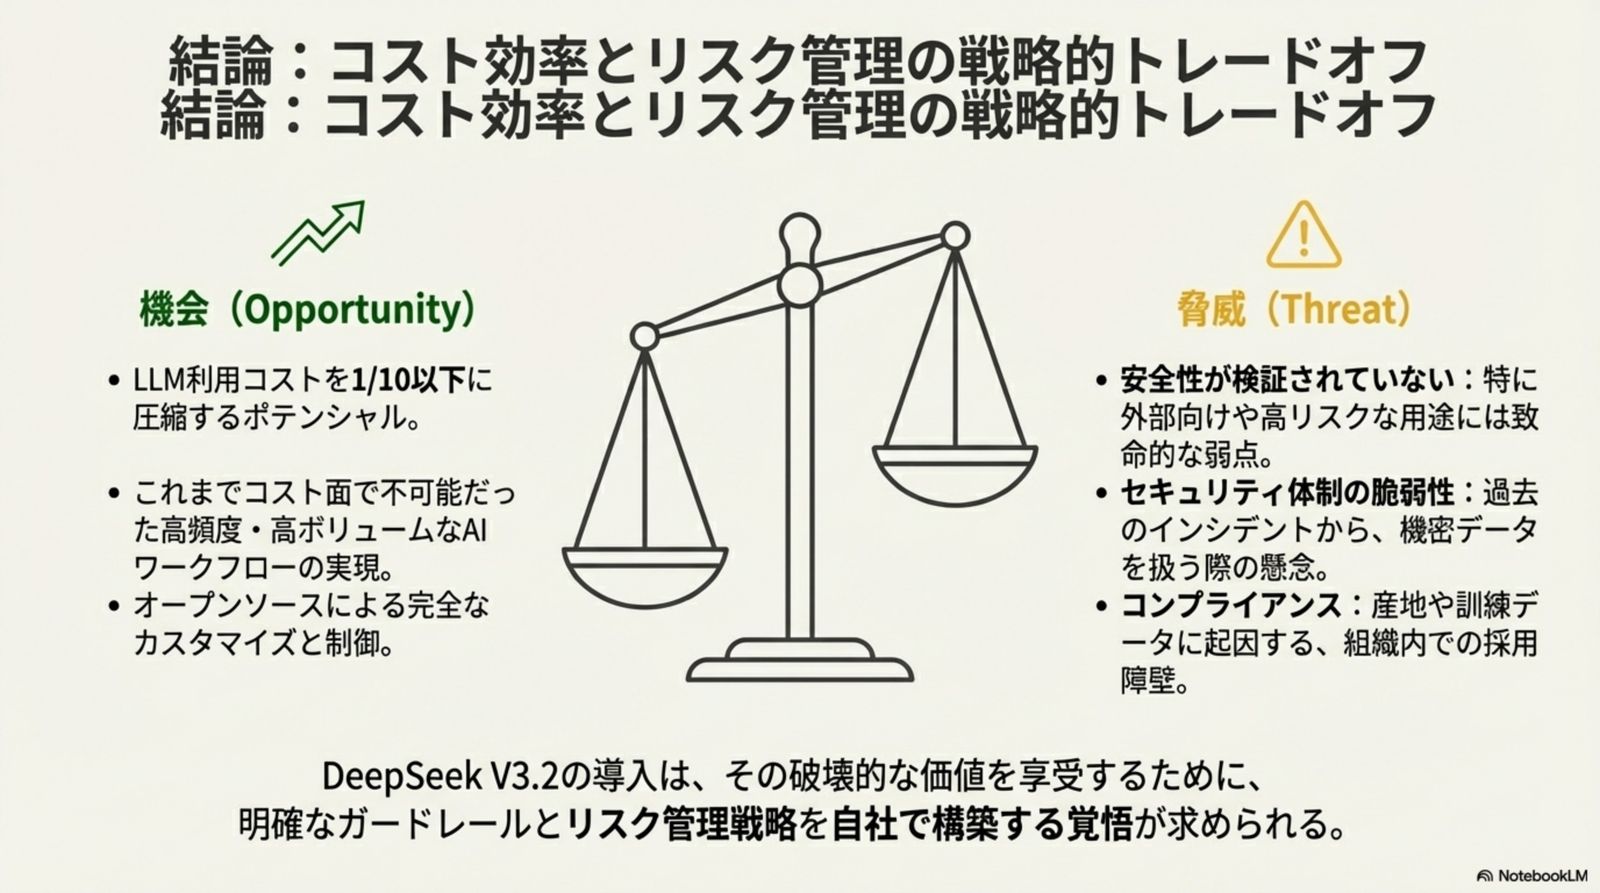 結論：コスト効率とリスク管理の戦略的トレードオフ
結論：コスト効率とリスク管理の戦略的トレードオフ
機会（Opportunity）
• LLM利用コストを1/10以下に
圧縮するポテンシャル。
• これまでコスト面で不可能だっ
た高頻度・高ボリュームなAI
ワークフローの実現。
• オープンソースによる完全な
カスタマイズと制御。
脅威（Threat）
• 安全性が検証されていない：特に
外部向けや高リスクな用途には致
命的な弱点。
• セキュリティ体制の脆弱性：過去
のインシデントから、機密データ
を扱う際の懸念。
• コンプライアンス：産地や訓練デ
ータに起因する、組織内での採用
障壁。
DeepSeek V3.2の導入は、その破壊的な価値を享受するために、
明確なガードレールとリスク管理戦略を自社で構築する覚悟が求められる。
NotebookLM